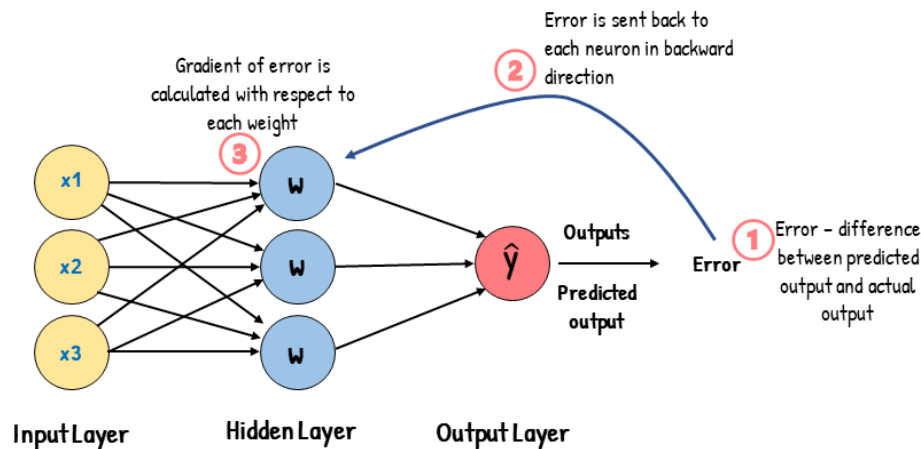 Error is sent back to
each neuron in backward
direction
2
Gradient of error is
calculated with respect to
each weight
3
x1
x2
x3
w
w
w
ŷ
Outputs
Predicted
output
Error
1
Error – difference
between predicted
output and actual
output
Input Layer
Hidden Layer
Output Layer